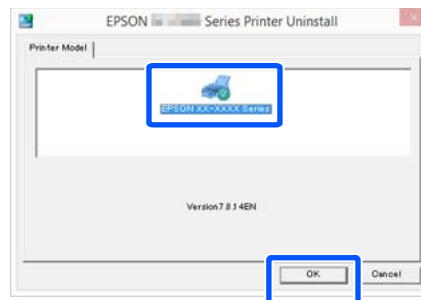 EPSON Series Printer Uninstall
Printer Model
EPSON XX-XXXX Series
Version7.8.14EN
OK Cancel